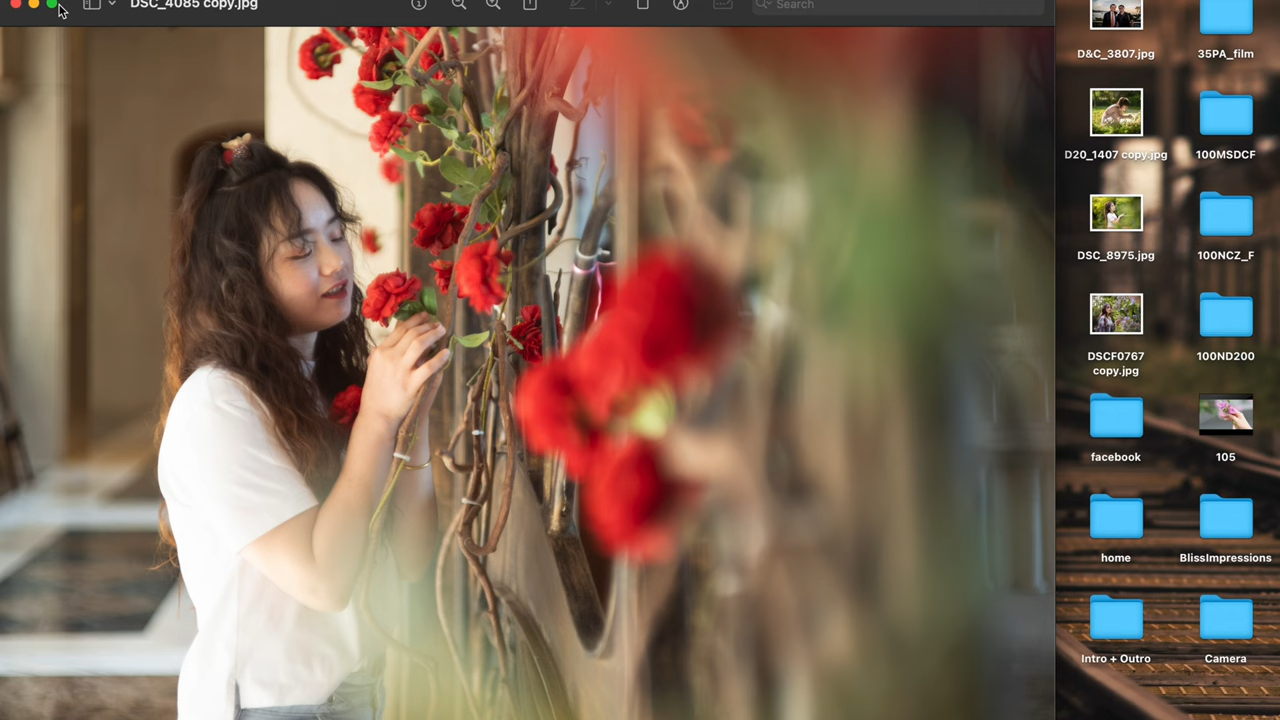 DSC_4085 copy.jpg
Search
D&C_3807.jpg
35PA_film
D20_1407 copy.jpg
100MSDCF
DSC_8975.jpg
100NCZ_F
DSCF0767
copy.jpg
100ND200
facebook
105
home
BlissImpressions
Intro + Outro
Camera